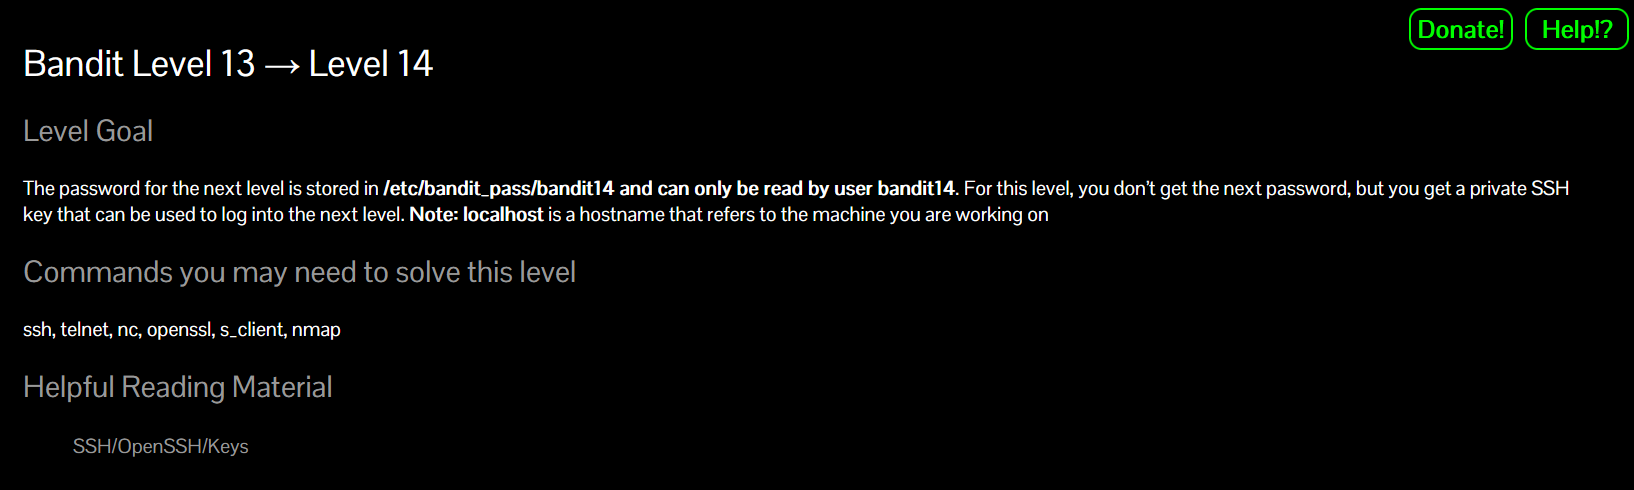 Donate! Help!?
Bandit Level 13 → Level 14
Level Goal
The password for the next level is stored in /etc/bandit_pass/bandit14 and can only be read by user bandit14. For this level, you don’t get the next password, but you get a private SSH
key that can be used to log into the next level. Note: localhost is a hostname that refers to the machine you are working on
Commands you may need to solve this level
ssh, telnet, nc, openssl, s_client, nmap
Helpful Reading Material
SSH/OpenSSH/Keys